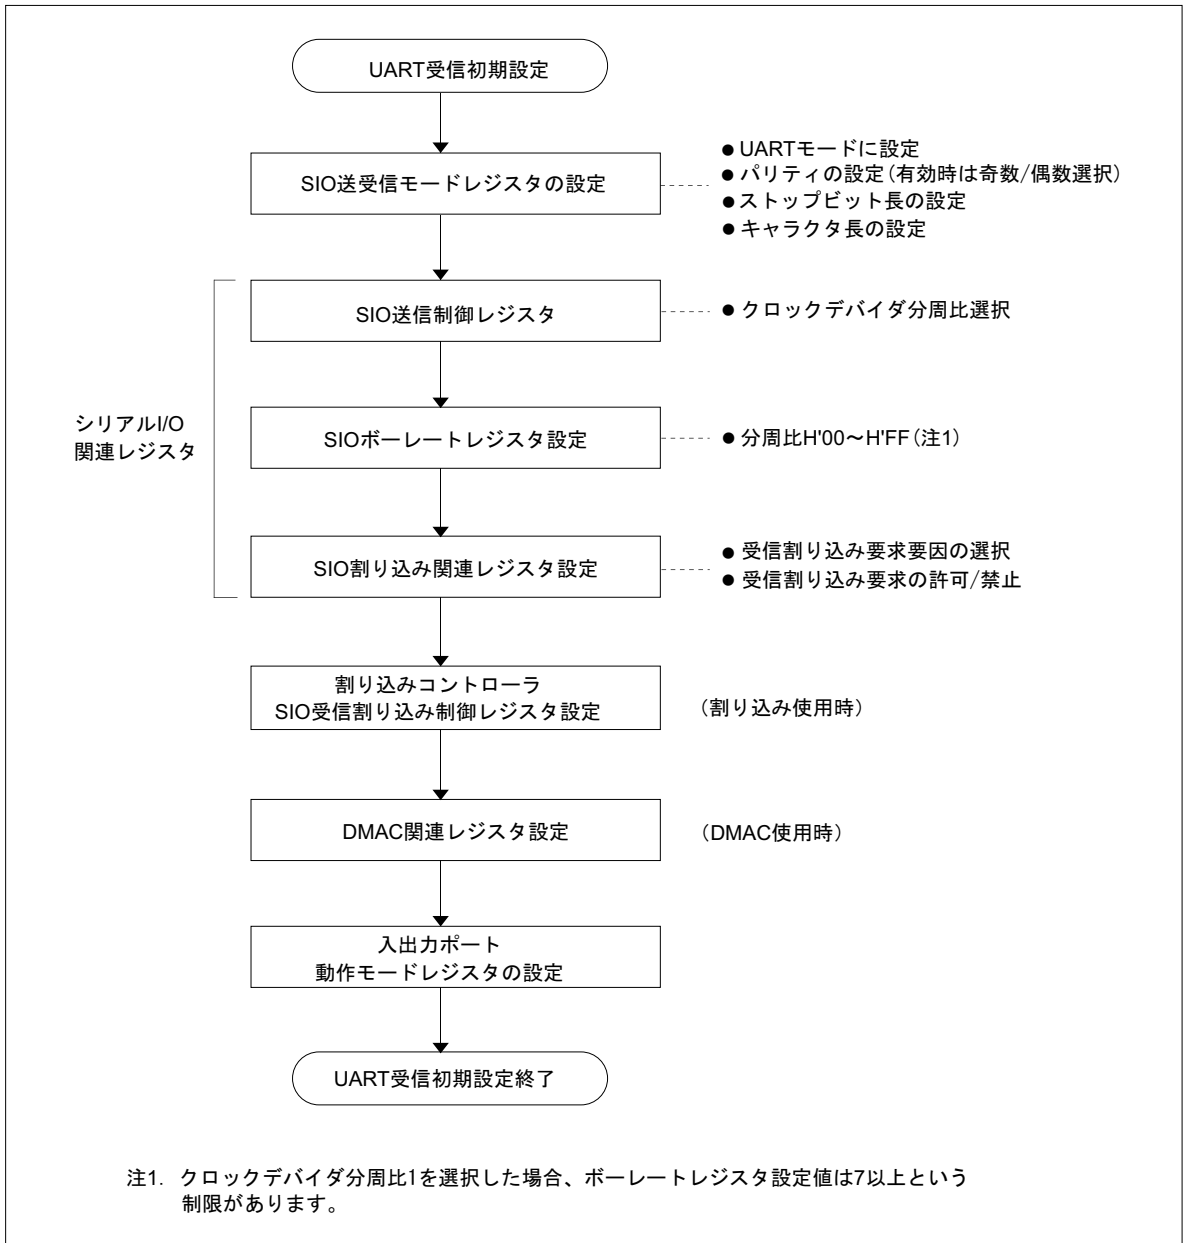 UART受信初期設定
SIO送受信モードレジスタの設定
●UARTモードに設定
●パリティの設定(有効時は奇数/偶数選択)
●ストップビット長の設定
●キャラクタ長の設定
SIO送信制御レジスタ
●クロックデバイダ分周比選択
シリアルI/O
関連レジスタ
SIOボーレートレジスタ設定
●分周比H'00〜H'FF(注1)
SIO割り込み関連レジスタ設定
●受信割り込み要求要因の選択
●受信割り込み要求の許可/禁止
割り込みコントローラ
SIO受信割り込み制御レジスタ設定
(割り込み使用時)
DMAC関連レジスタ設定
(DMAC使用時)
入出力ポート
動作モードレジスタの設定
UART受信初期設定終了
注1. クロックデバイダ分周比1を選択した場合、ボーレートレジスタ設定値は7以上という
制限があります。